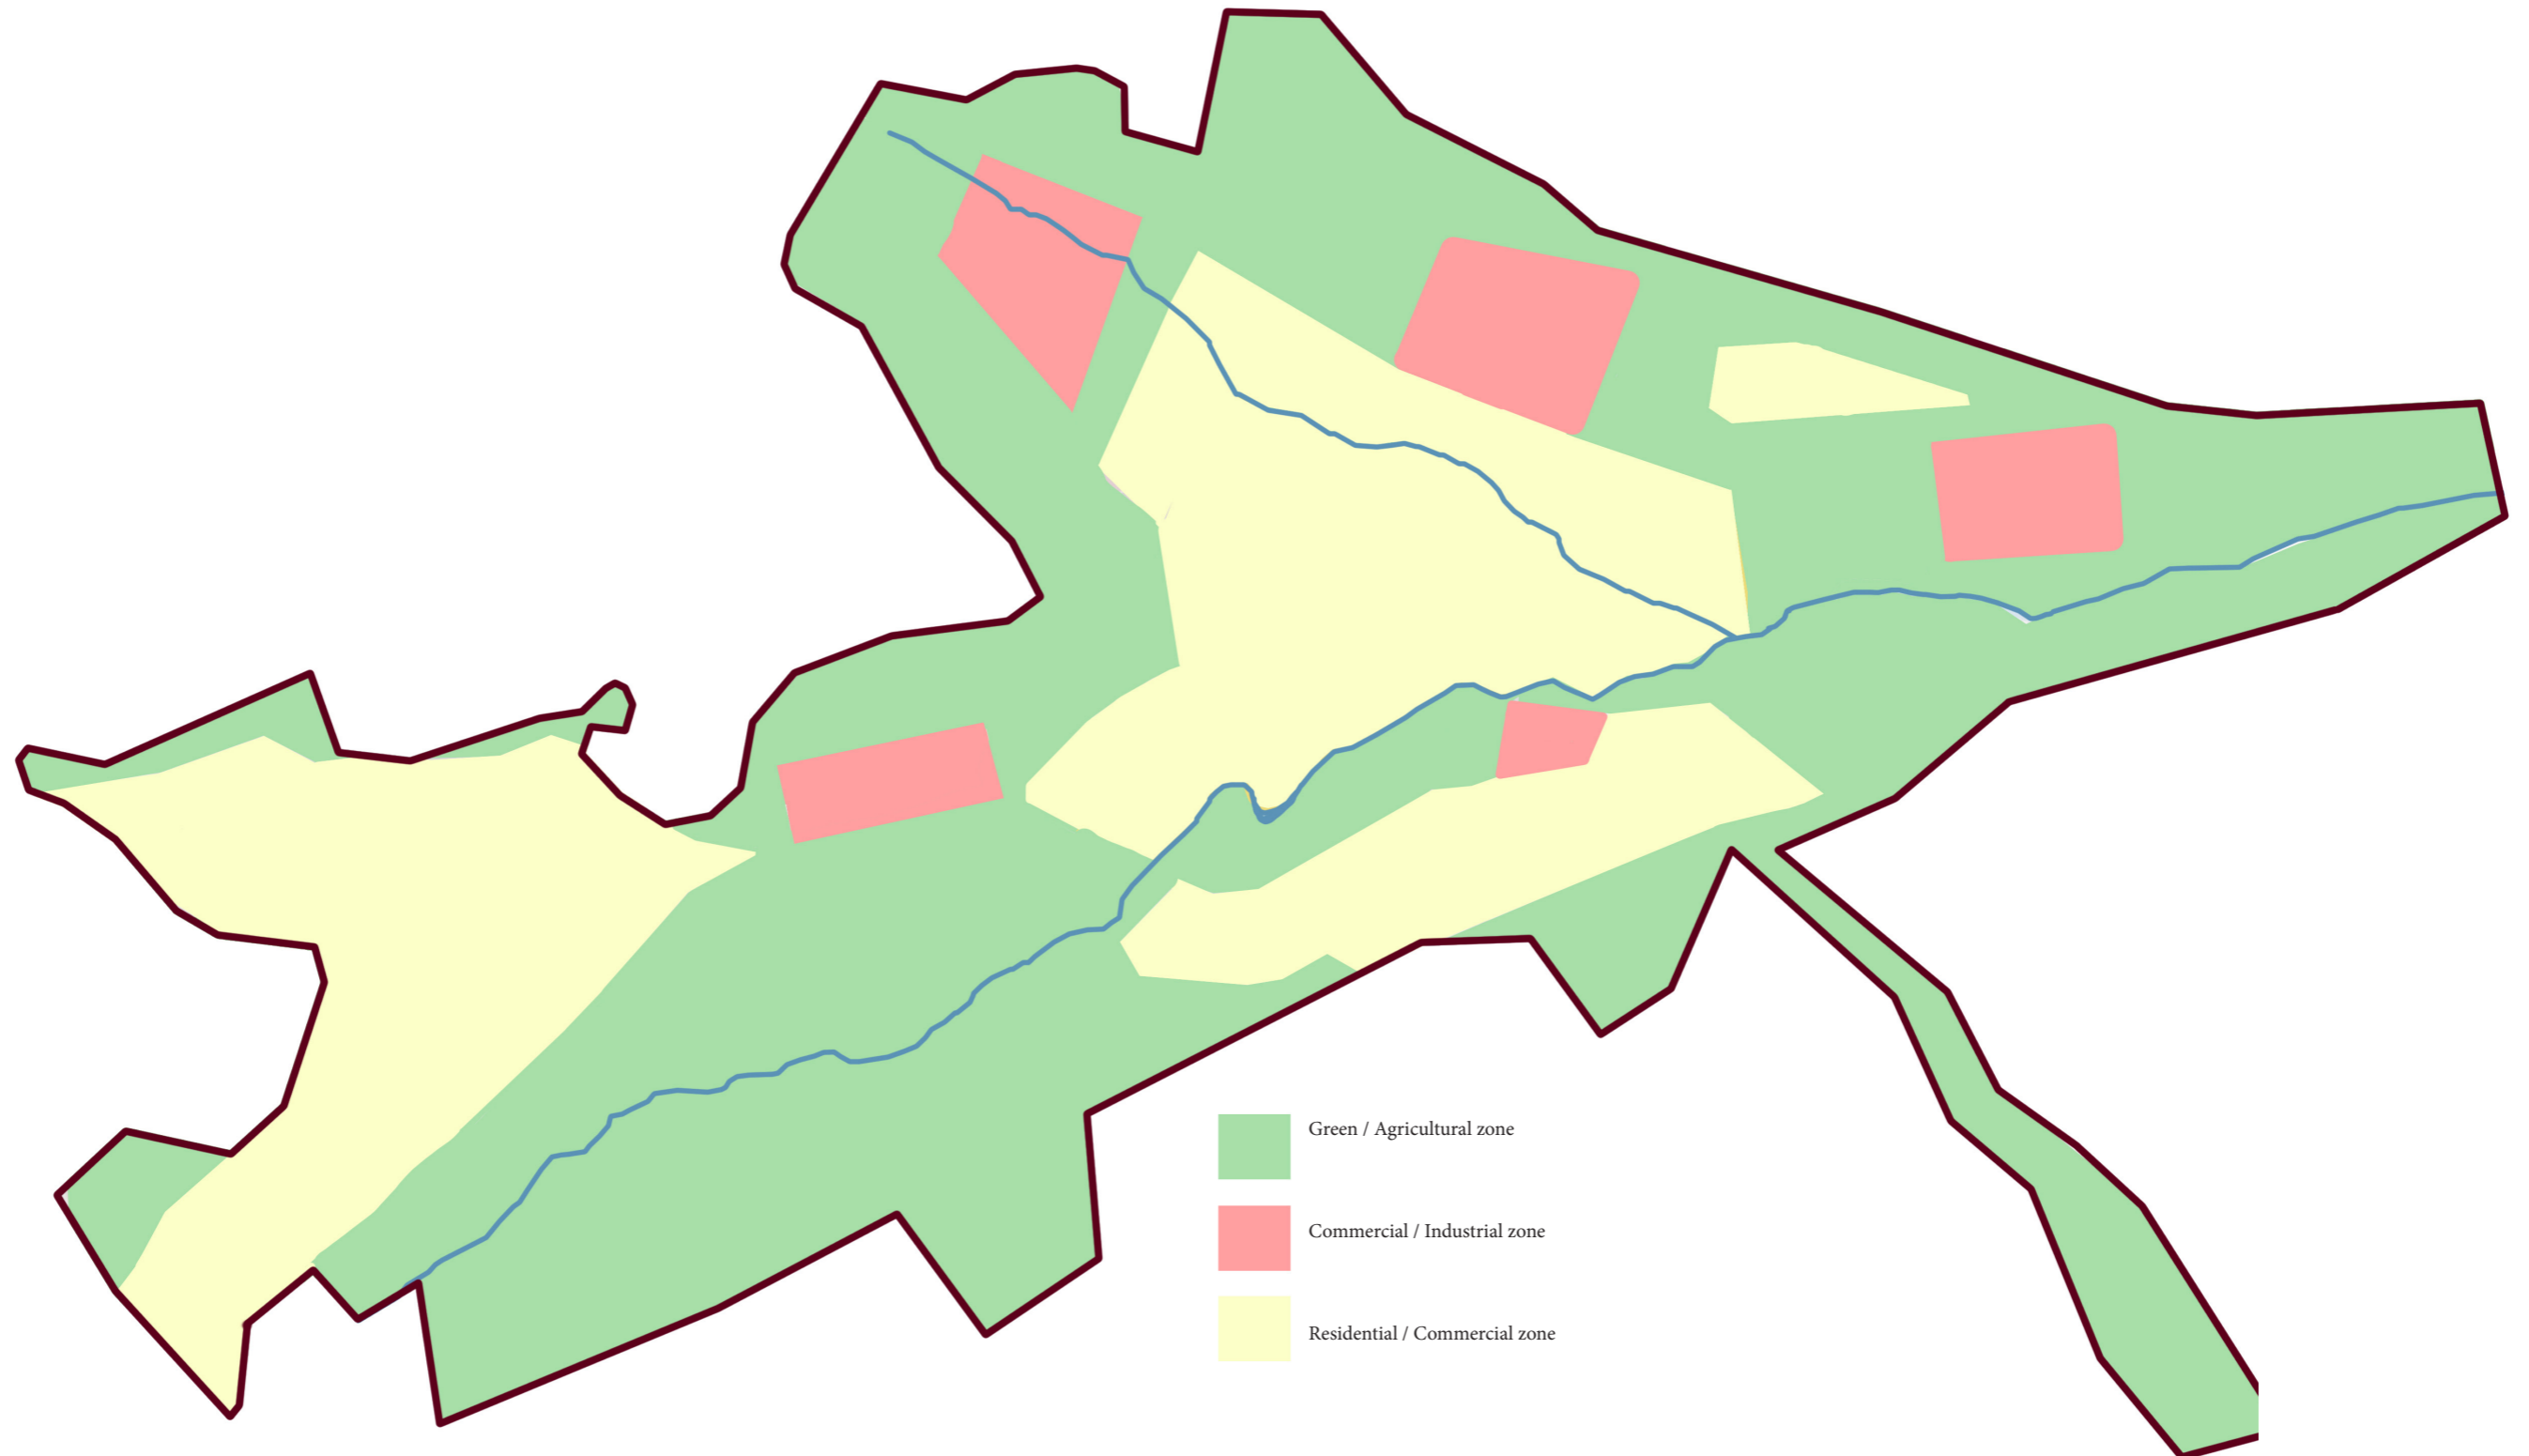 Green / Agricultural zone
Commercial / Industrial zone
Residential / Commercial zone